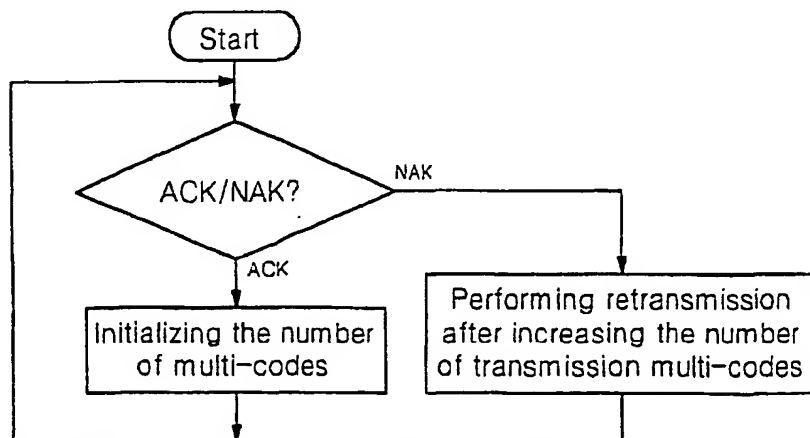 Start
ACK/NAK?
NAK
ACK
Initializing the number
of multi-codes
Performing retransmission
after increasing the number
of transmission multi-codes